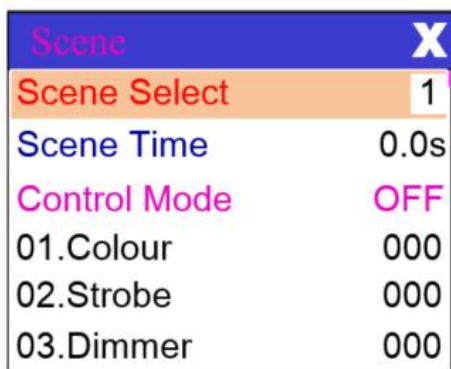 Scene X
Scene Select 1
Scene Time 0.0s
Control Mode OFF
01.Colour 000
02.Strobe 000
03.Dimmer 000